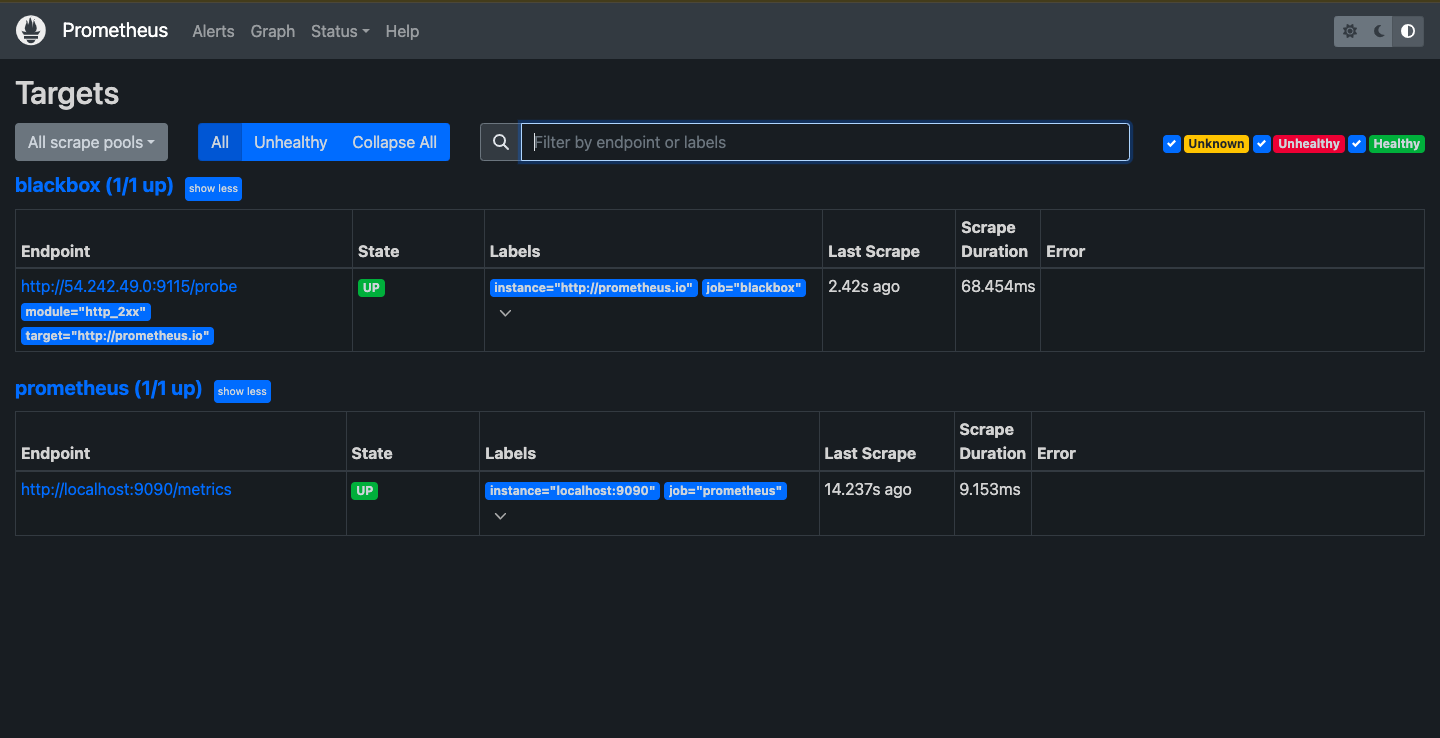 Prometheus Alerts Graph Status Help
Targets
All scrape pools All Unhealthy Collapse All Filter by endpoint or labels Unknown Unhealthy Healthy
blackbox (1/1 up) show less
Endpoint State Labels Last Scrape Scrape Duration Error
http://54.242.49.0:9115/probe UP instance="http://prometheus.io" job="blackbox" 2.42s ago 68.454ms
module="http_2xx"
target="http://prometheus.io"
prometheus (1/1 up) show less
Endpoint State Labels Last Scrape Scrape Duration Error
http://localhost:9090/metrics UP instance="localhost:9090" job="prometheus" 14.237s ago 9.153ms